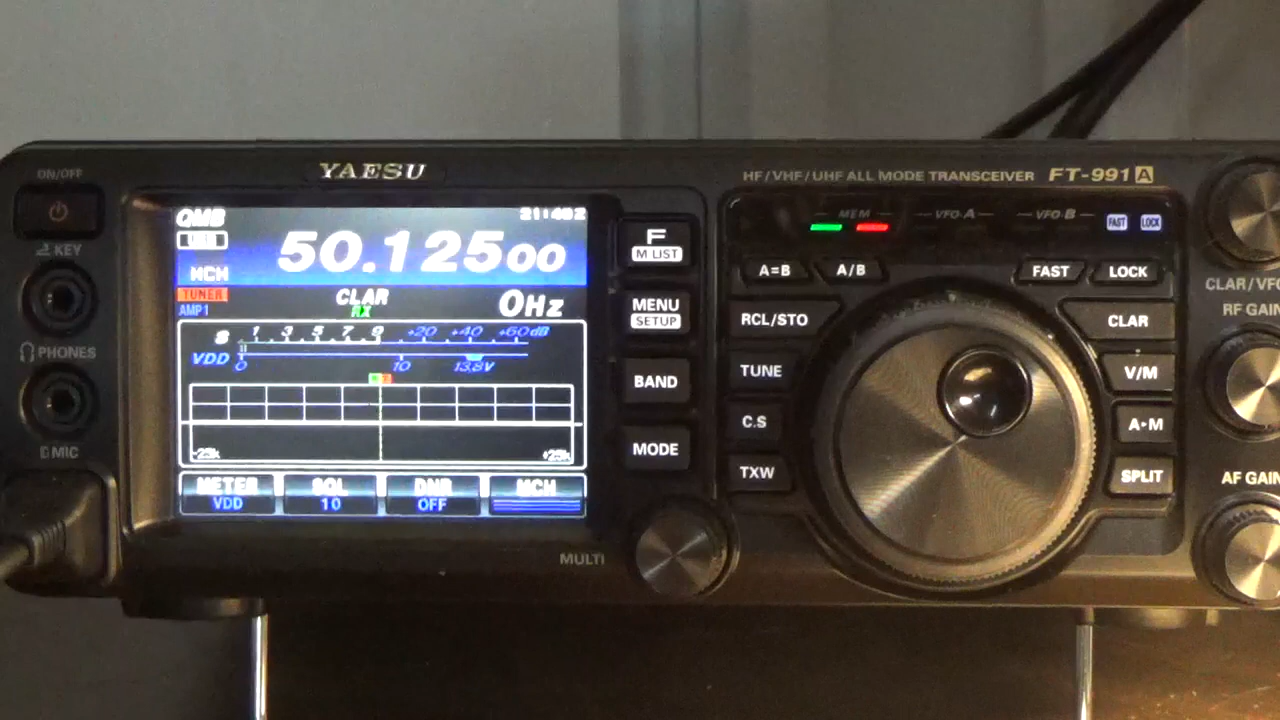 ON/OFF
YAESU
HF/VHF/UHF ALL MODE TRANSCEIVER FT-991A
QMB
50.125.00
MCH
TUNER
AMP1
CLAR
RX
0Hz
S 1 3 5 7 9 +20 +40 +60dB
VDD
0 10 13.8V
-25k +25k
METER SQL DNR MCH
VDD 10 OFF
KEY
PHONES
MIC
F
M LIST
MENU
SETUP
BAND
MODE
MULTI
MEM VFO-A VFO-B FAST LOCK
A=B A/B FAST LOCK
RCL/STO CLAR
TUNE V/M
C.S A▸M
TXW SPLIT
CLAR/VFO
RF GAIN
AF GAIN